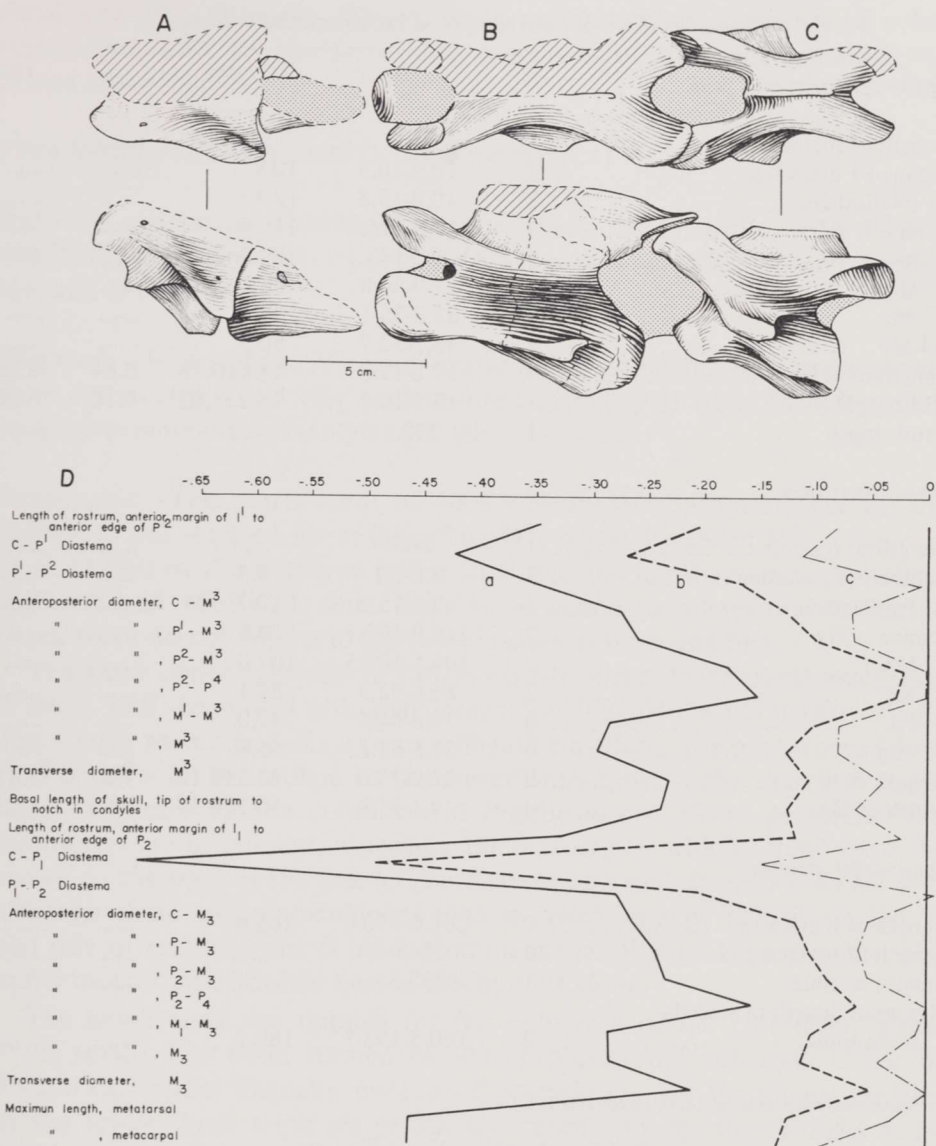 A
B
C
5 cm.
D
-.65 -.60 -.55 -.50 -.45 -.40 -.35 -.30 -.25 -.20 -.15 -.10 -.05 0
Length of rostrum, anterior margin of I¹ to
anterior edge of P²
C - P¹ Diastema
P¹ - P² Diastema
a
b
c
Anteroposterior diameter, C - M³
" " , P¹ - M³
" " , P² - M³
" " , P² - P⁴
" " , M¹ - M³
" " , M³
Transverse diameter, M³
Basal length of skull, tip of rostrum to
notch in condyles
Length of rostrum, anterior margin of I₁ to
anterior edge of P₂
C - P₁ Diastema
P₁ - P₂ Diastema
Anteroposterior diameter, C - M₃
" " , P₁ - M₃
" " , P₂ - M₃
" " , P₂ - P₄
" " , M₁ - M₃
" " , M₃
Transverse diameter, M₃
Maximun length, metatarsal
" , metacarpal